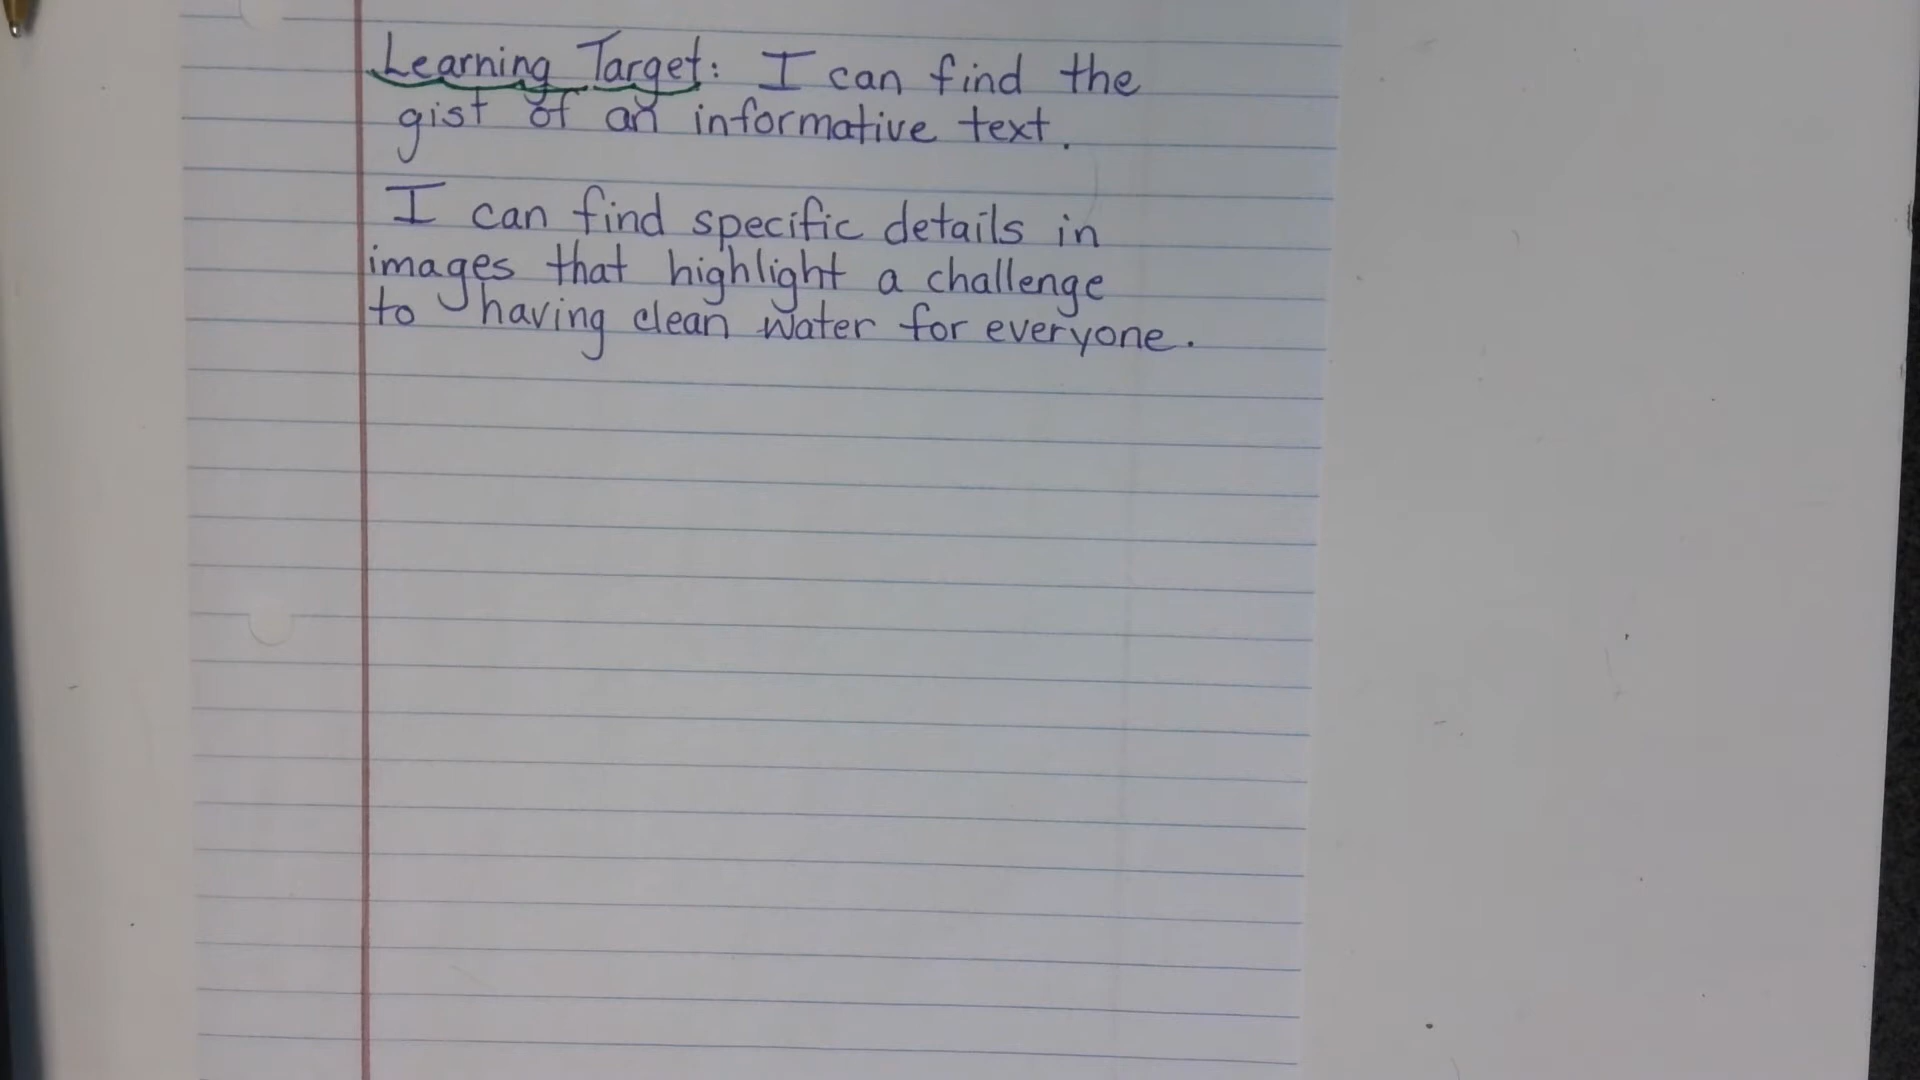 Learning Target: I can find the
gist of an informative text.
I can find specific details in
images that highlight a challenge
to having clean water for everyone.